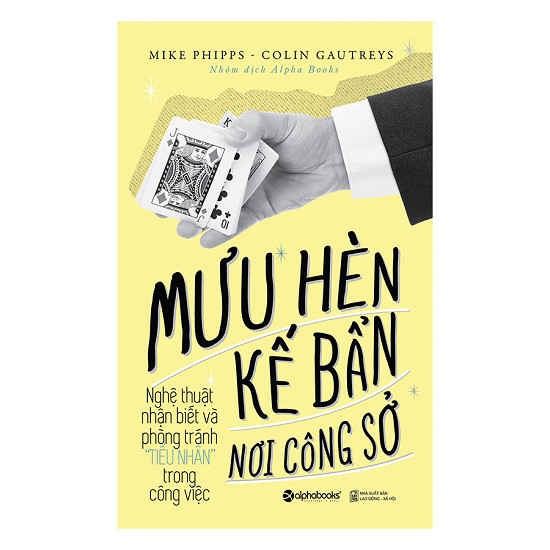 MIKE PHIPPS - COLIN GAUTREYS
Nhóm dịch Alpha Books
J
K
10
MƯU HÈN
KẾ BẨN
NƠI CÔNG SỞ
Nghệ thuật
nhận biết và
phòng tránh
"TIỂU NHÂN"
trong
công việc
alphabooks
NHÀ XUẤT BẢN
LAO ĐỘNG - XÃ HỘI